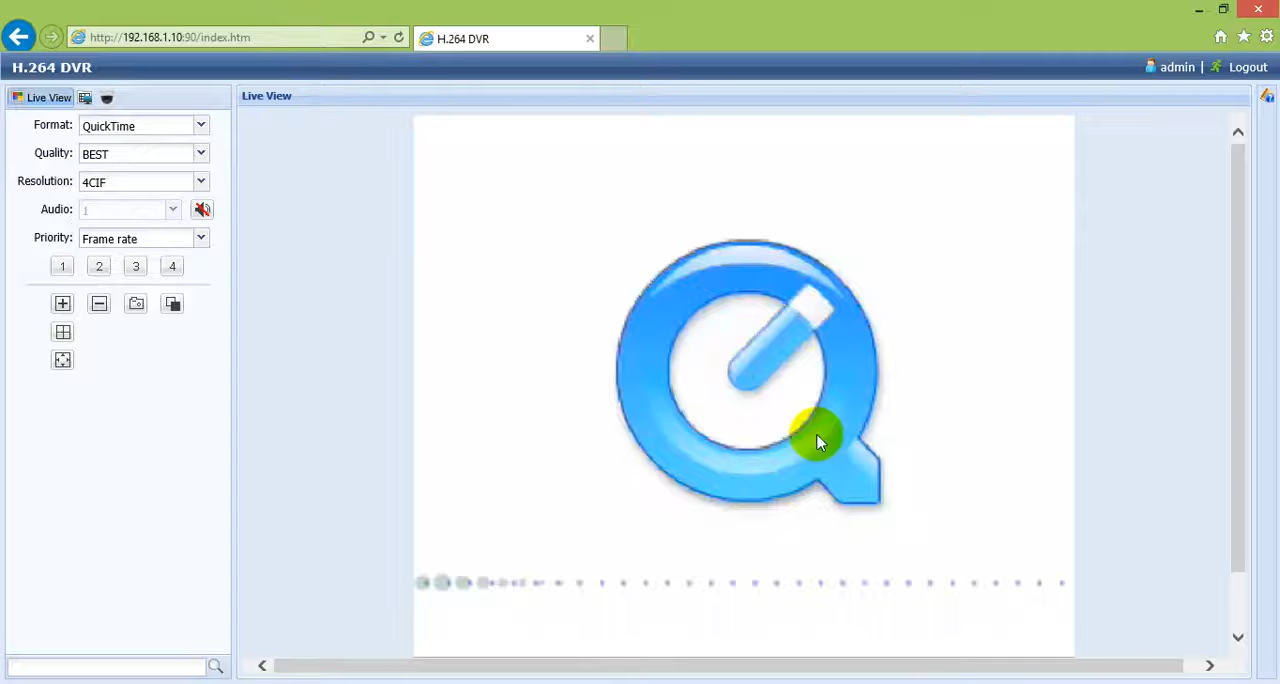 http://192.168.1.10:90/index.htm
H.264 DVR
H.264 DVR
admin | Logout
Live View
Live View
Format: QuickTime
Quality: BEST
Resolution: 4CIF
Audio: 1
Priority: Frame rate
1 2 3 4